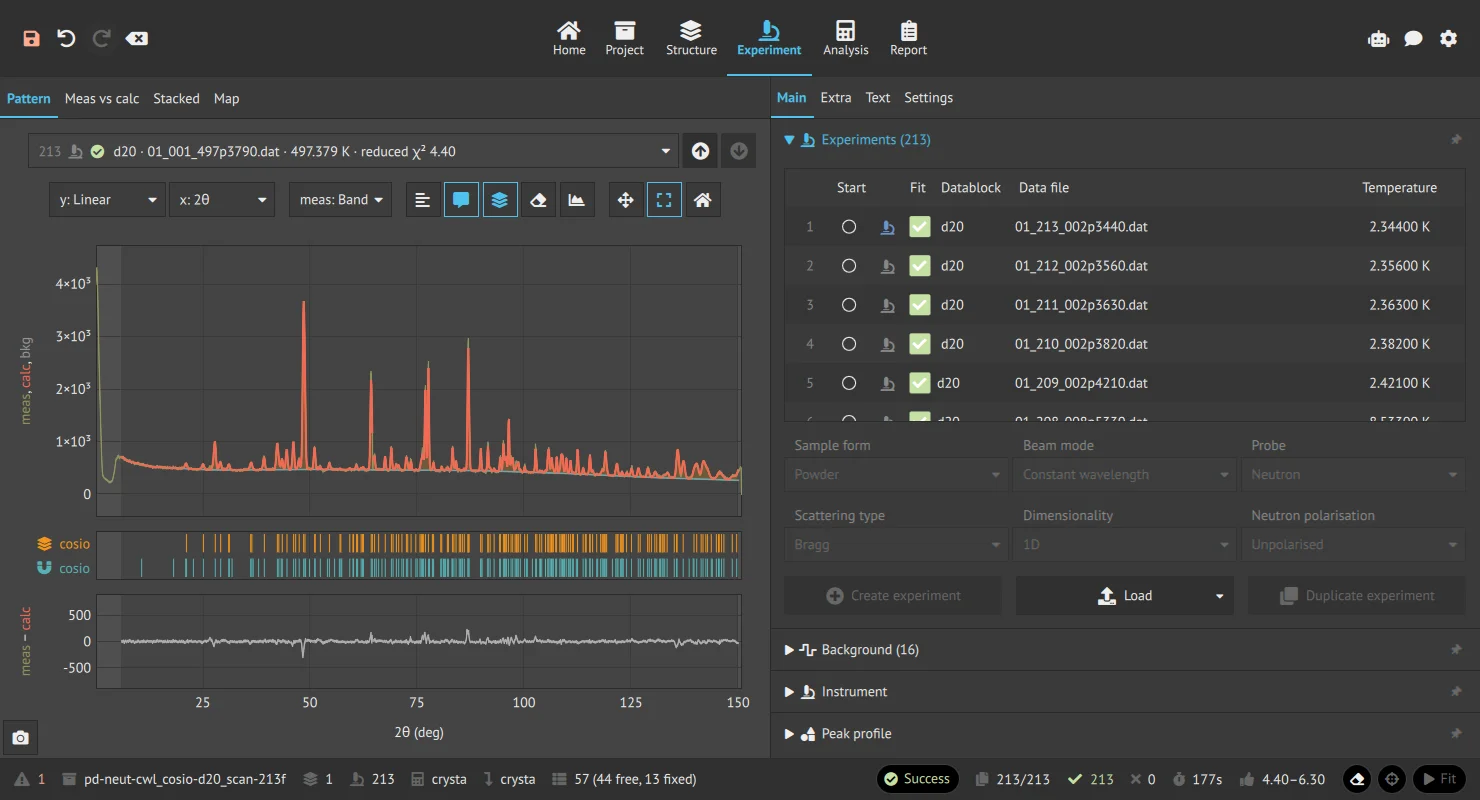 Home
Project
Structure
Experiment
Analysis
Report
Pattern
Meas vs calc
Stacked
Map
213 d20 · 01_001_497p3790.dat · 497.379 K · reduced χ² 4.40
y: Linear
x: 2θ
meas: Band
meas, calc, bkg
4×10³
3×10³
2×10³
1×10³
0
cosio
cosio
meas − calc
500
0
-500
25
50
75
100
125
150
2θ (deg)
Main
Extra
Text
Settings
Experiments (213)
Start Fit Datablock Data file Temperature
1 d20 01_213_002p3440.dat 2.34400 K
2 d20 01_212_002p3560.dat 2.35600 K
3 d20 01_211_002p3630.dat 2.36300 K
4 d20 01_210_002p3820.dat 2.38200 K
5 d20 01_209_002p4210.dat 2.42100 K
Sample form
Beam mode
Probe
Powder
Constant wavelength
Neutron
Scattering type
Dimensionality
Neutron polarisation
Bragg
1D
Unpolarised
Create experiment
Load
Duplicate experiment
Background (16)
Instrument
Peak profile
1
pd-neut-cwl_cosio-d20_scan-213f
1
213
crysta
crysta
57 (44 free, 13 fixed)
Success
213/213
213
0
177s
4.40–6.30
Fit